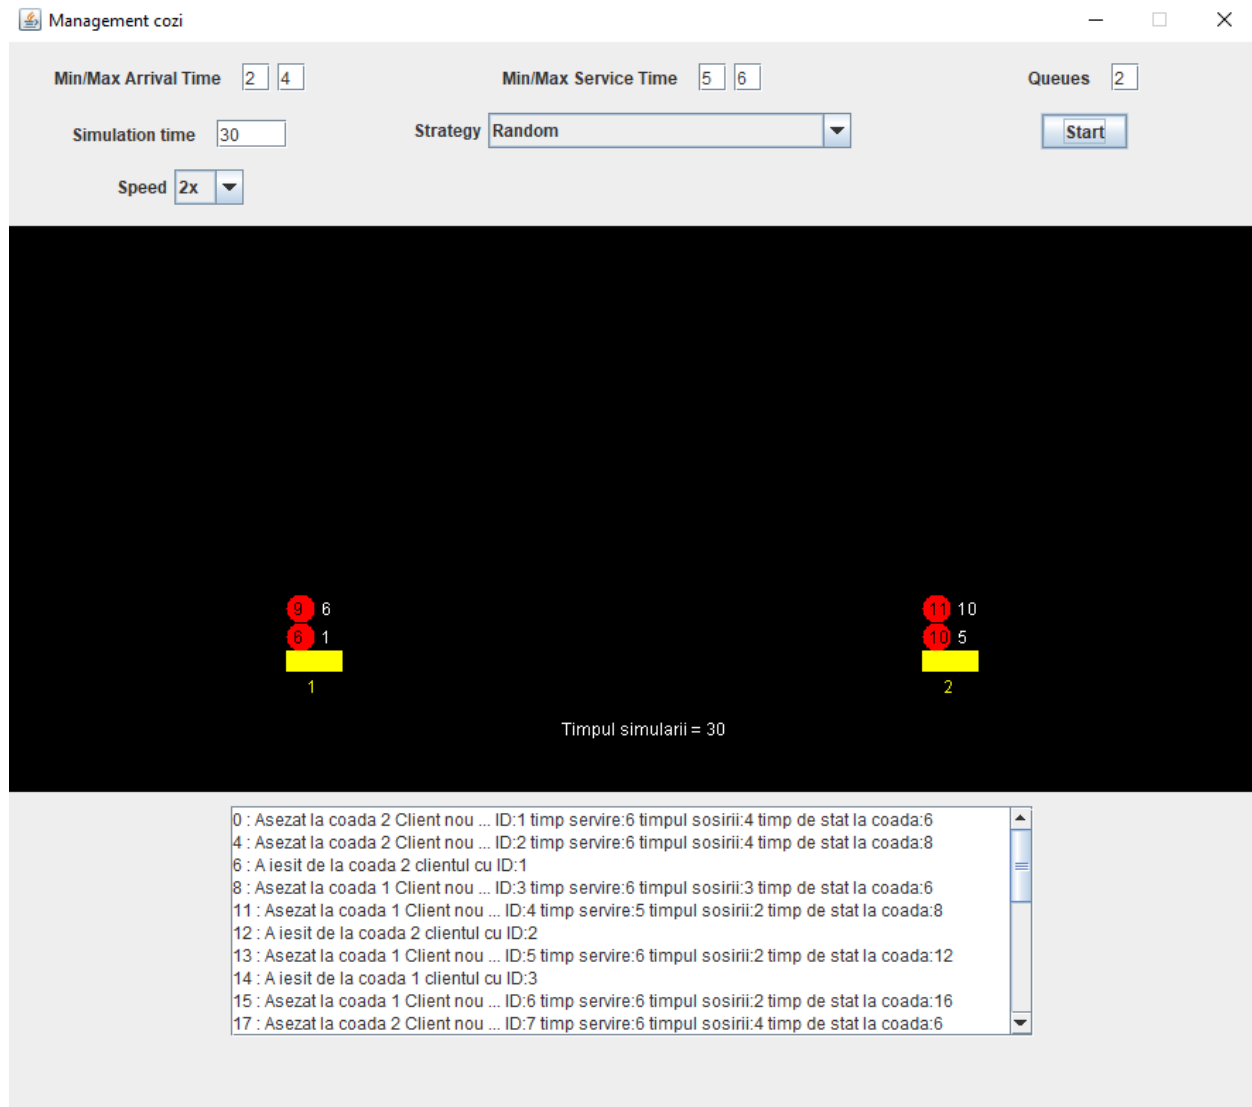 Management cozi
Min/Max Arrival Time 2 4 Min/Max Service Time 5 6 Queues 2
Simulation time 30 Strategy Random Start
Speed 2x
9 6 11 10
6 1 10 5
1 2
Timpul simularii = 30
0 : Asezat la coada 2 Client nou ... ID:1 timp servire:6 timpul sosirii:4 timp de stat la coada:6
4 : Asezat la coada 2 Client nou ... ID:2 timp servire:6 timpul sosirii:4 timp de stat la coada:8
6 : A iesit de la coada 2 clientul cu ID:1
8 : Asezat la coada 1 Client nou ... ID:3 timp servire:6 timpul sosirii:3 timp de stat la coada:6
11 : Asezat la coada 1 Client nou ... ID:4 timp servire:5 timpul sosirii:2 timp de stat la coada:8
12 : A iesit de la coada 2 clientul cu ID:2
13 : Asezat la coada 1 Client nou ... ID:5 timp servire:6 timpul sosirii:2 timp de stat la coada:12
14 : A iesit de la coada 1 clientul cu ID:3
15 : Asezat la coada 1 Client nou ... ID:6 timp servire:6 timpul sosirii:2 timp de stat la coada:16
17 : Asezat la coada 2 Client nou ... ID:7 timp servire:6 timpul sosirii:4 timp de stat la coada:6